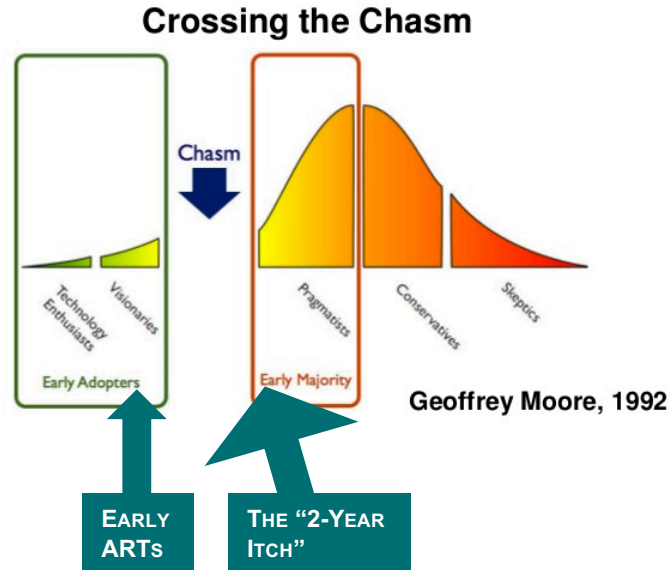 Crossing the Chasm
Chasm
Technology
Enthusiasts
Visionaries
Pragmatists
Conservatives
Skeptics
Early Adopters
Early Majority
Geoffrey Moore, 1992
EARLY
ARTS
THE “2-YEAR
ITCH”